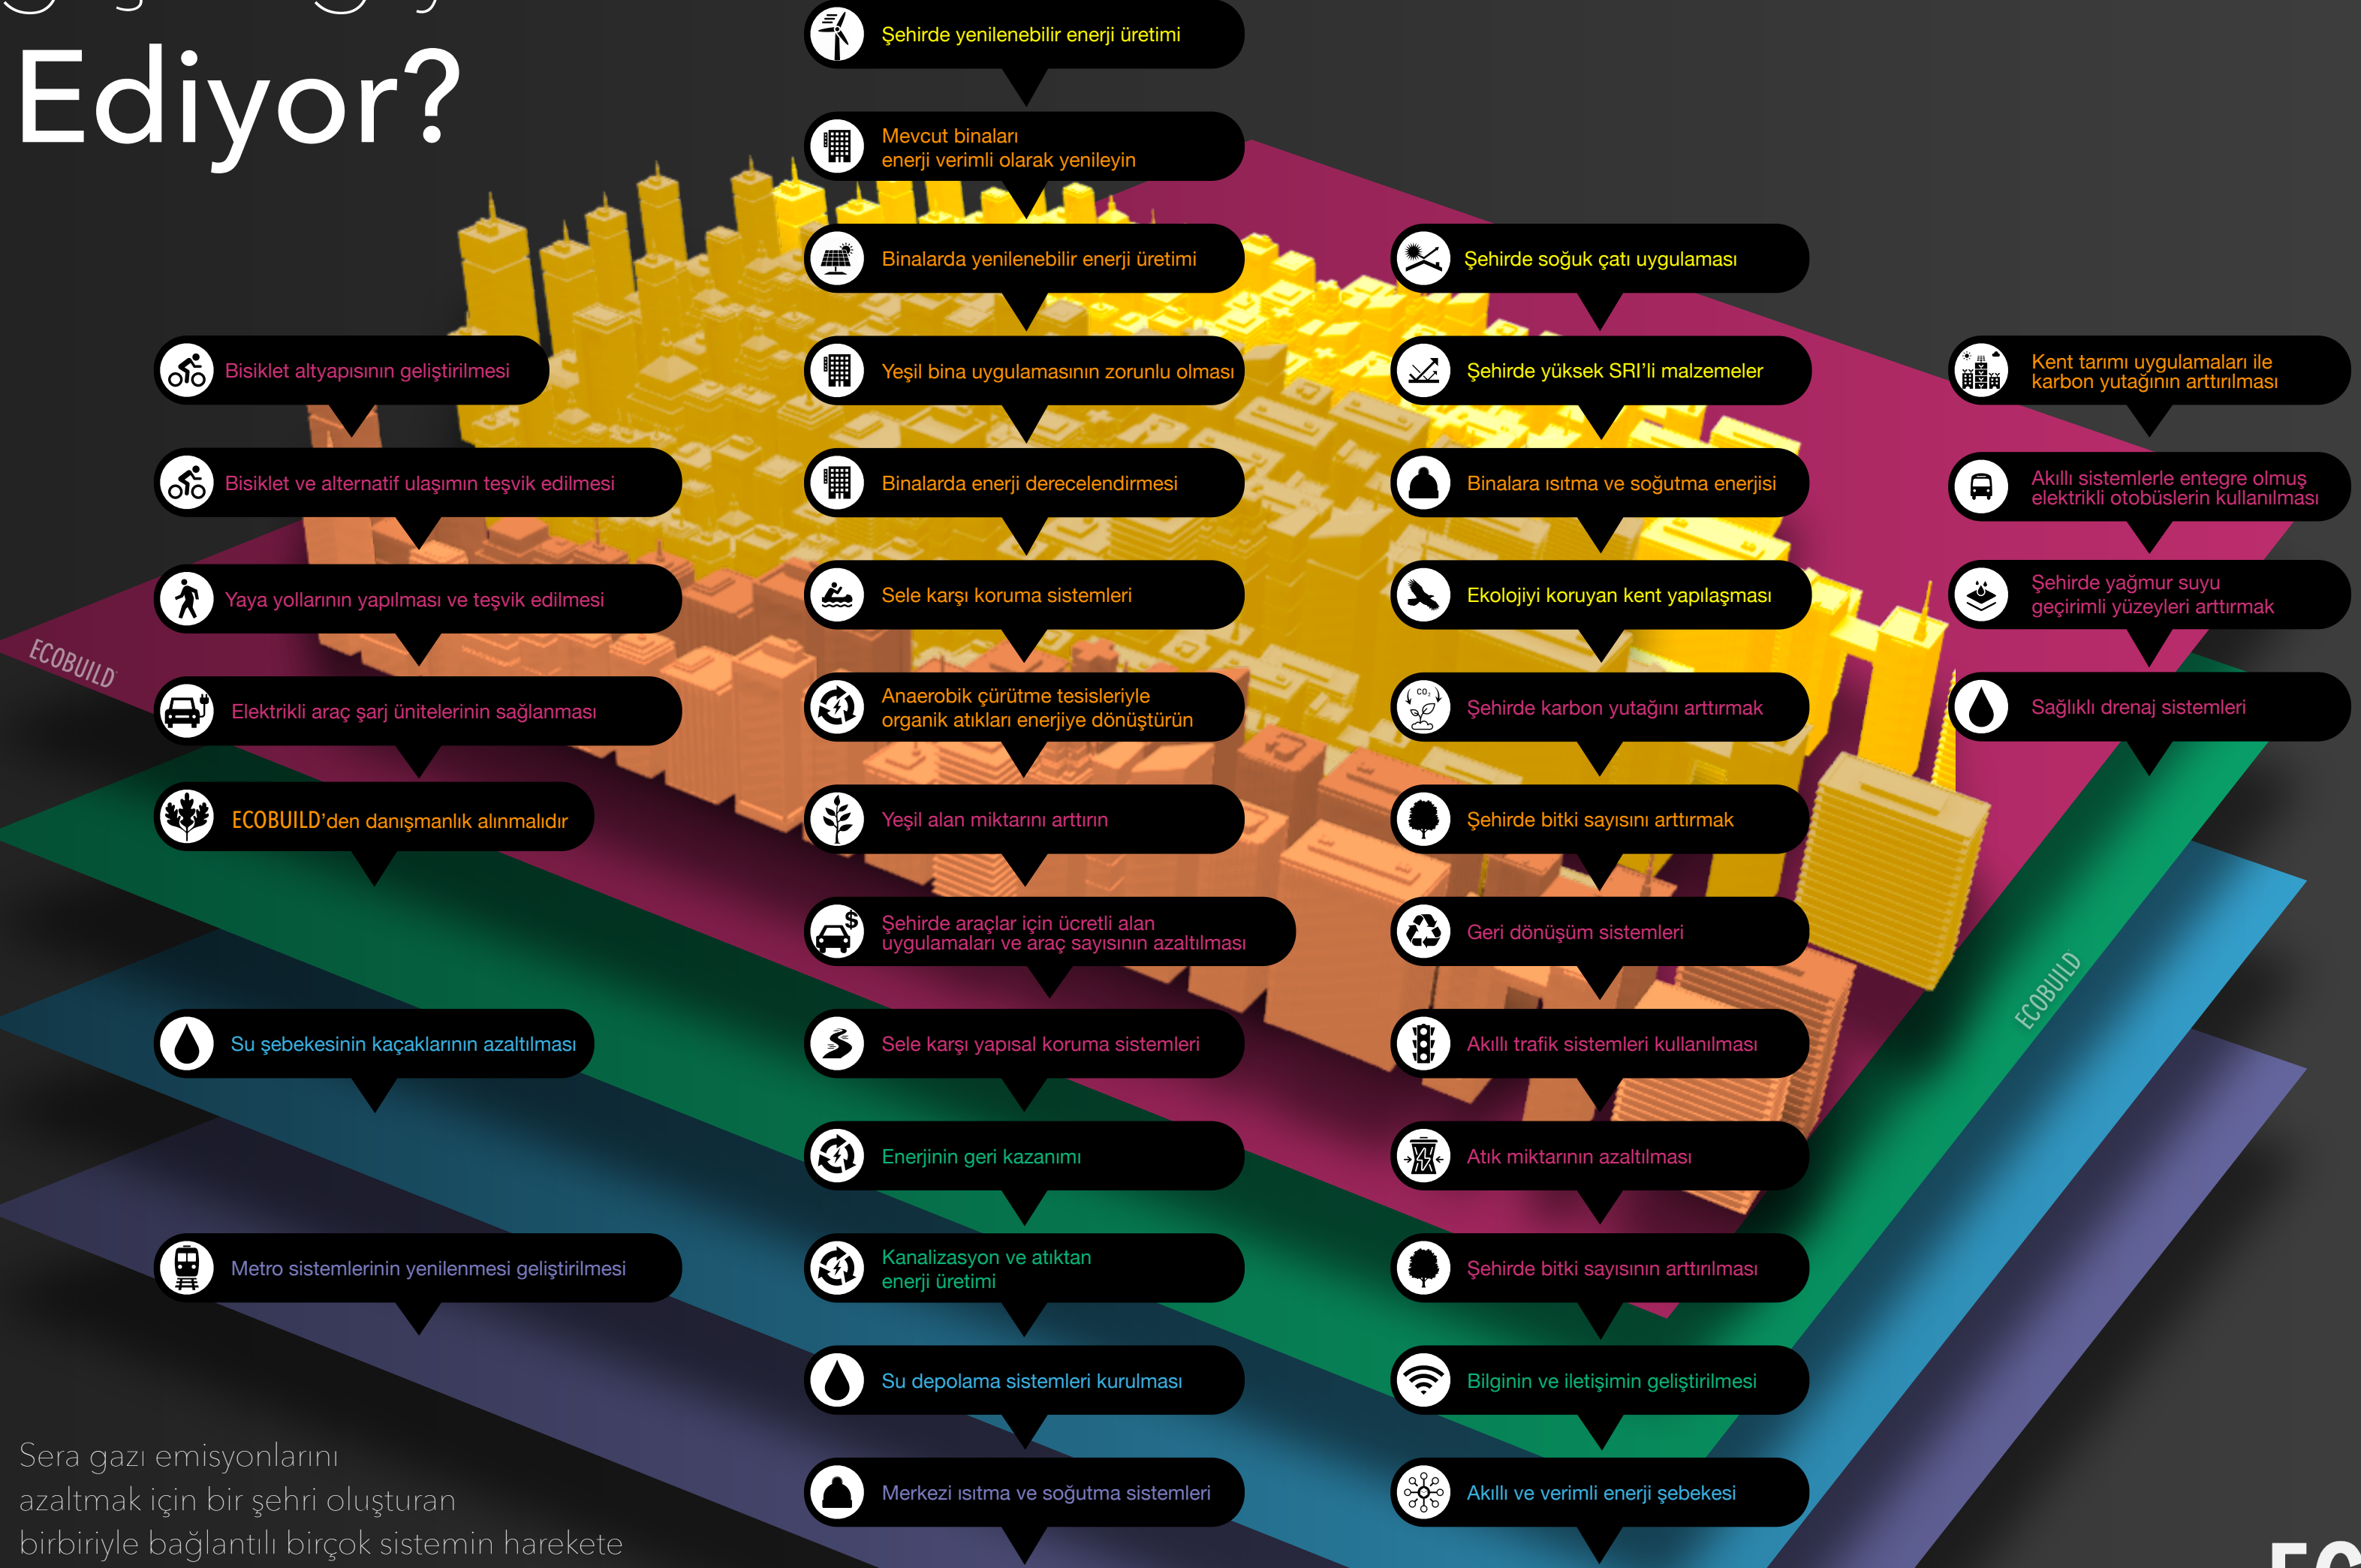 Ediyor?
Şehirde yenilenebilir enerji üretimi
Mevcut binaları
enerji verimli olarak yenileyin
Binalarda yenilenebilir enerji üretimi
Şehirde soğuk çatı uygulaması
Bisiklet altyapısının geliştirilmesi
Yeşil bina uygulamasının zorunlu olması
Şehirde yüksek SRI'li malzemeler
Kent tarımı uygulamaları ile
karbon yutağının arttırılması
Bisiklet ve alternatif ulaşımın teşvik edilmesi
Binalarda enerji derecelendirmesi
Binalara ısıtma ve soğutma enerjisi
Akıllı sistemlerle entegre olmuş
elektrikli otobüslerin kullanılması
Yaya yollarının yapılması ve teşvik edilmesi
Sele karşı koruma sistemleri
Ekolojiyi koruyan kent yapılaşması
Şehirde yağmur suyu
geçirimli yüzeyleri arttırmak
ECOBUILD
Elektrikli araç şarj ünitelerinin sağlanması
Anaerobik çürütme tesisleriyle
organik atıkları enerjiye dönüştürün
CO₂
Şehirde karbon yutağını arttırmak
Sağlıklı drenaj sistemleri
ECOBUILD'den danışmanlık alınmalıdır
Yeşil alan miktarını arttırın
Şehirde bitki sayısını arttırmak
$
Şehirde araçlar için ücretli alan
uygulamaları ve araç sayısının azaltılması
Geri dönüşüm sistemleri
ECOBUILD
Su şebekesinin kaçaklarının azaltılması
Sele karşı yapısal koruma sistemleri
Akıllı trafik sistemleri kullanılması
Enerjinin geri kazanımı
Atık miktarının azaltılması
Metro sistemlerinin yenilenmesi geliştirilmesi
Kanalizasyon ve atıktan
enerji üretimi
Şehirde bitki sayısının arttırılması
Su depolama sistemleri kurulması
Bilginin ve iletişimin geliştirilmesi
Merkezi ısıtma ve soğutma sistemleri
Akıllı ve verimli enerji şebekesi
Sera gazı emisyonlarını
azaltmak için bir şehri oluşturan
birbiriyle bağlantılı birçok sistemin harekete